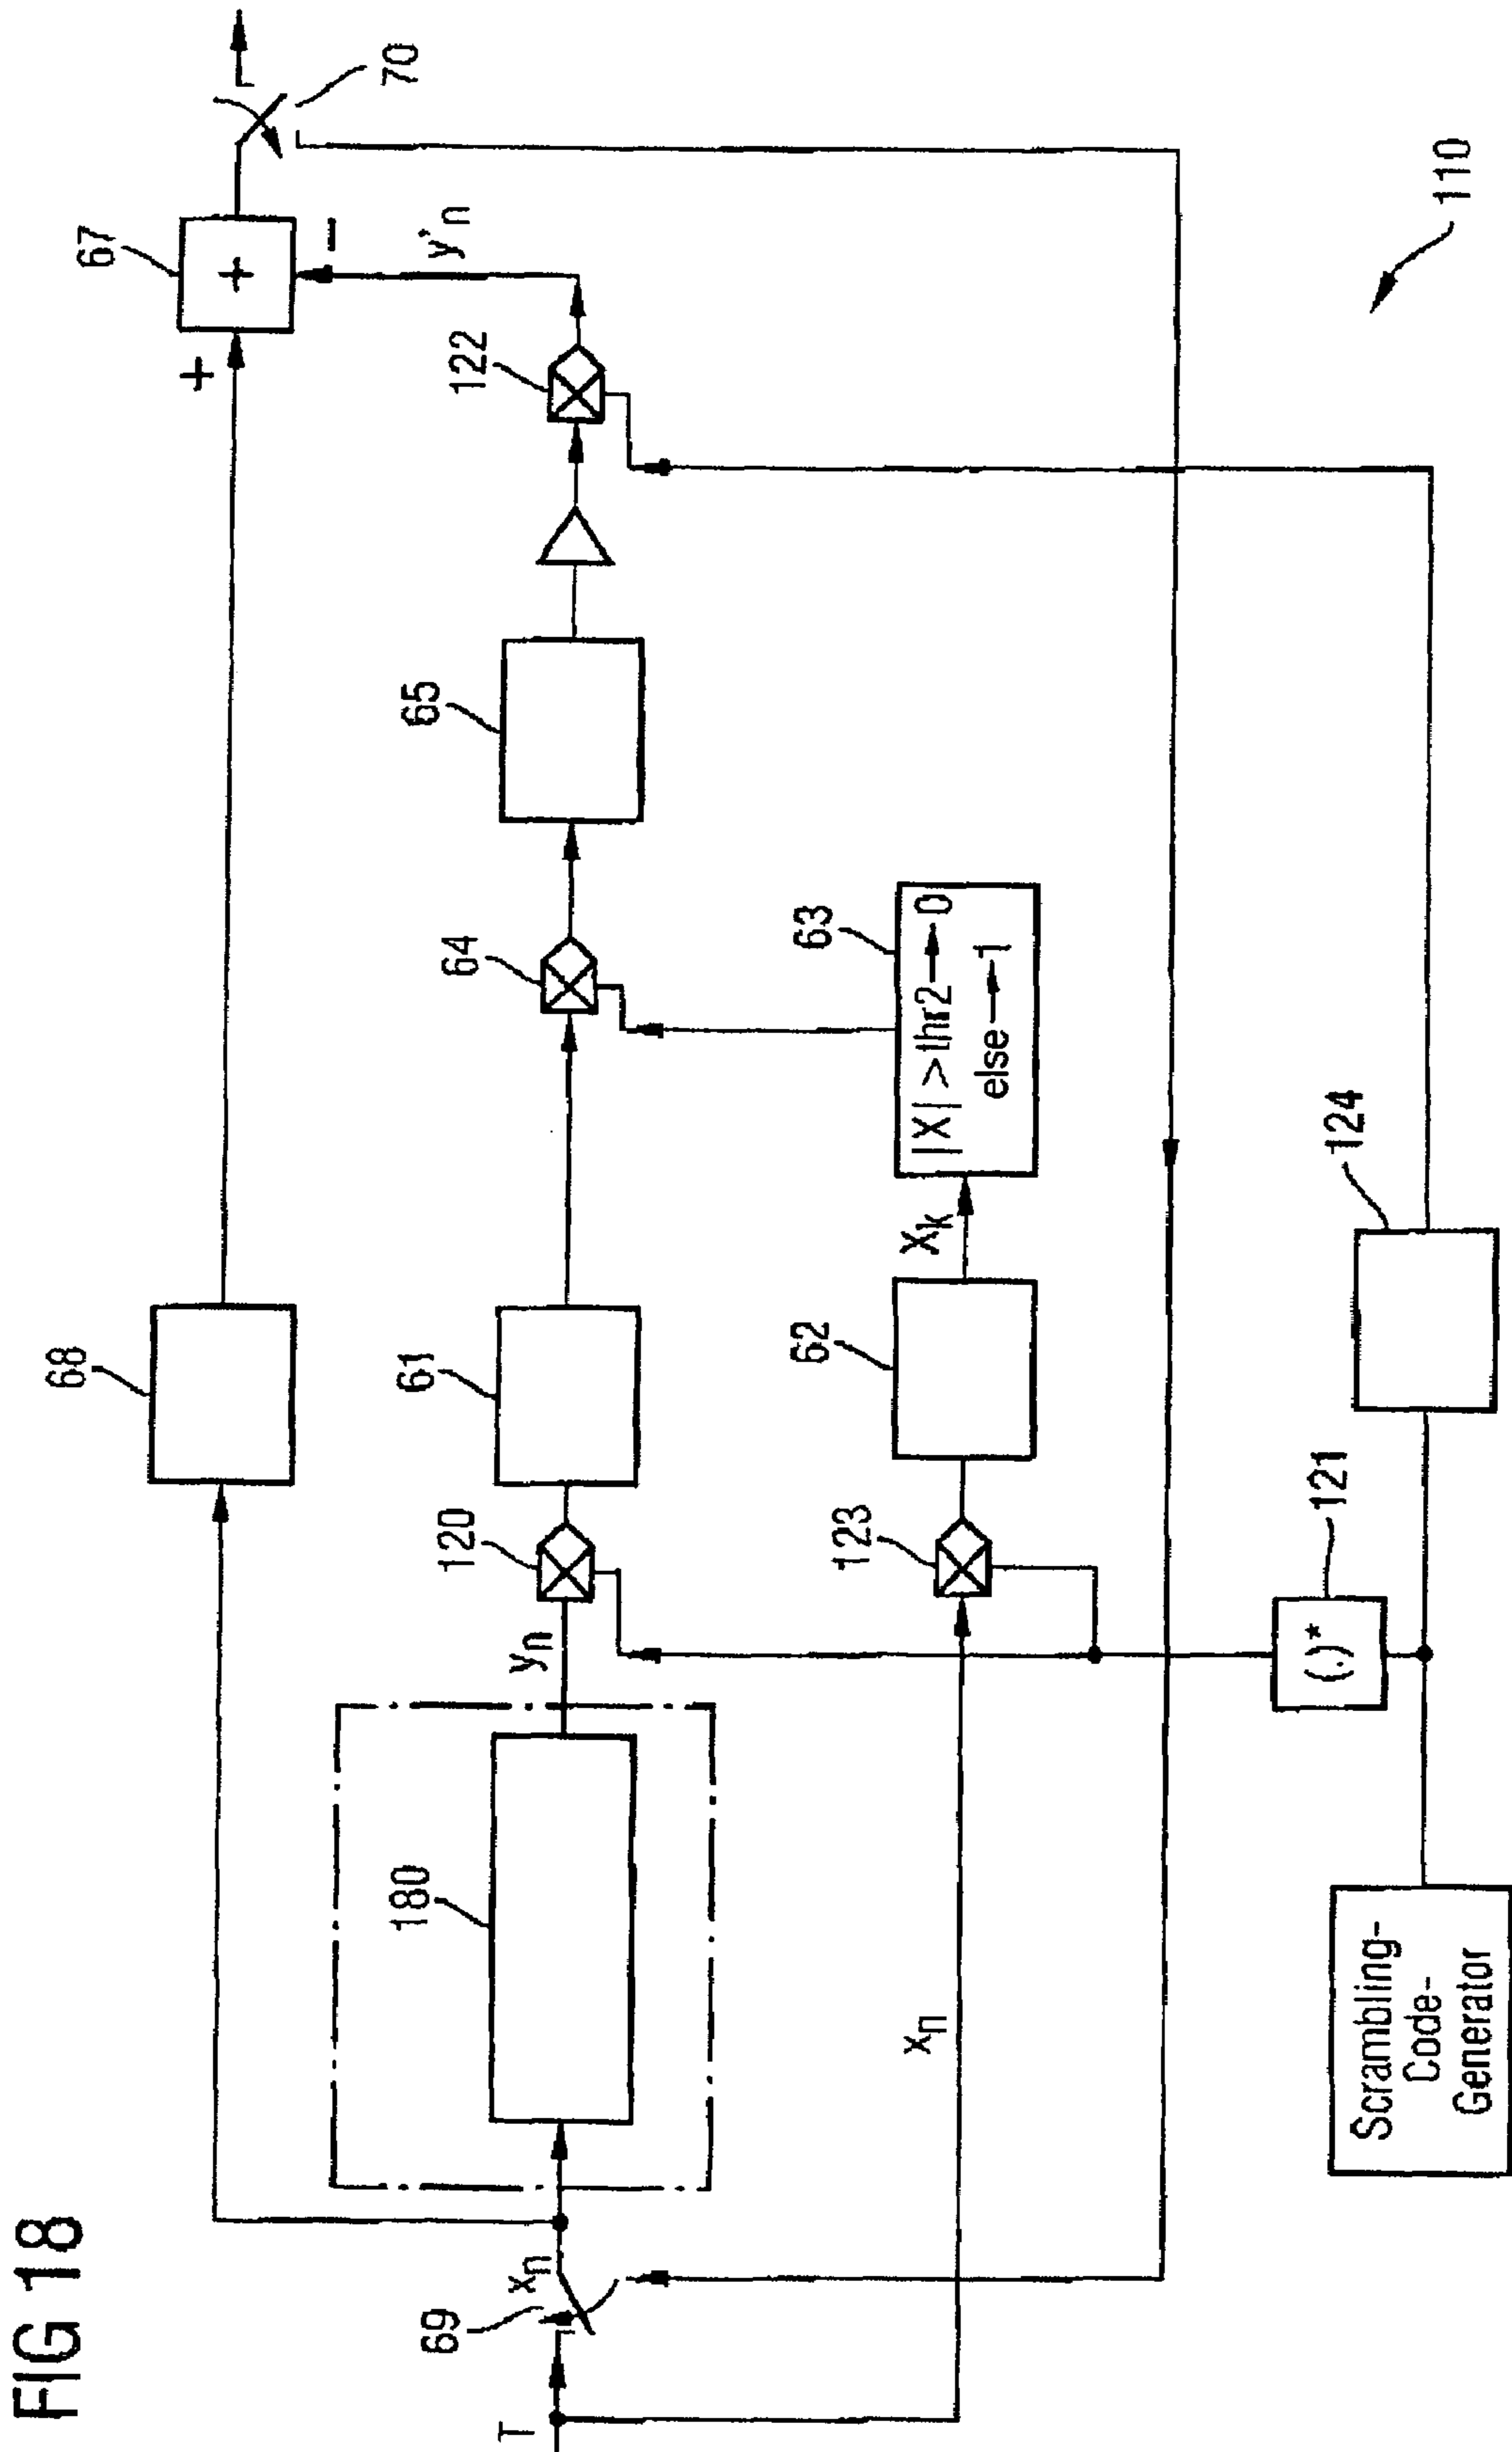 FIG 18
T
69
xn
68
180
yn
120
61
64
65
122
y'n
+
67
+
-
70
xn
123
62
Xk
63
|X| >thr2→0
else→1
Scrambling-
Code-
Generator
121
(.)*
124
110